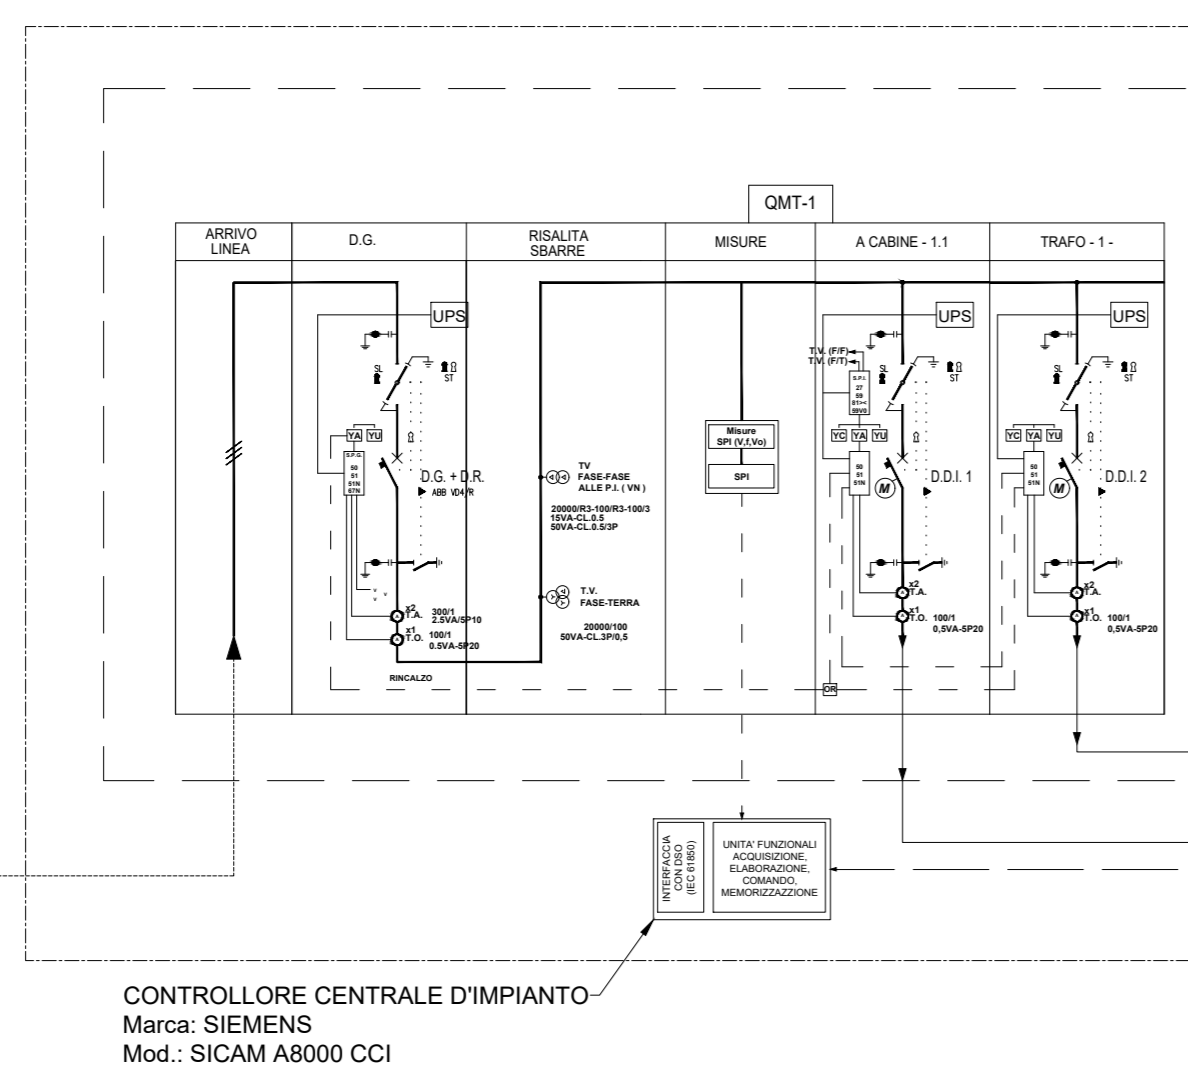 QMT-1
ARRIVO
LINEA
D.G.
RISALITA
SBARRE
MISURE
A CABINE - 1.1
TRAFO - 1 -
UPS
SL
ST
YA
YU
S.P.G.
50
51
51N
67N
D.G. + D.R.
ABB VD4/R
x2
T.A.
300/1
2.5VA/5P10
x1
T.O.
100/1
0.5VA-5P20
RINCALZO
TV
FASE-FASE
ALLE P.I. ( VN )
20000/R3-100/R3-100/3
15VA-CL.0.5
50VA-CL.0.5/3P
T.V.
FASE-TERRA
20000/100
50VA-CL.3P/0,5
Misure
SPI (V,f,Vo)
SPI
UPS
T.V. (F/F)
T.V. (F/T)
S.P.I.
27
59
81><
59V0
SL
ST
YC
YA
YU
50
51
51N
M
D.D.I. 1
x2
T.A.
x1
T.O.
100/1
0,5VA-5P20
OR
UPS
SL
ST
YC
YA
YU
50
51
51N
M
D.D.I. 2
x2
T.A.
x1
T.O.
100/1
0,5VA-5P20
INTERFACCIA
CON DSO
(IEC 61850)
UNITA' FUNZIONALI
ACQUISIZIONE,
ELABORAZIONE,
COMANDO,
MEMORIZZAZZIONE
CONTROLLORE CENTRALE D'IMPIANTO
Marca: SIEMENS
Mod.: SICAM A8000 CCI